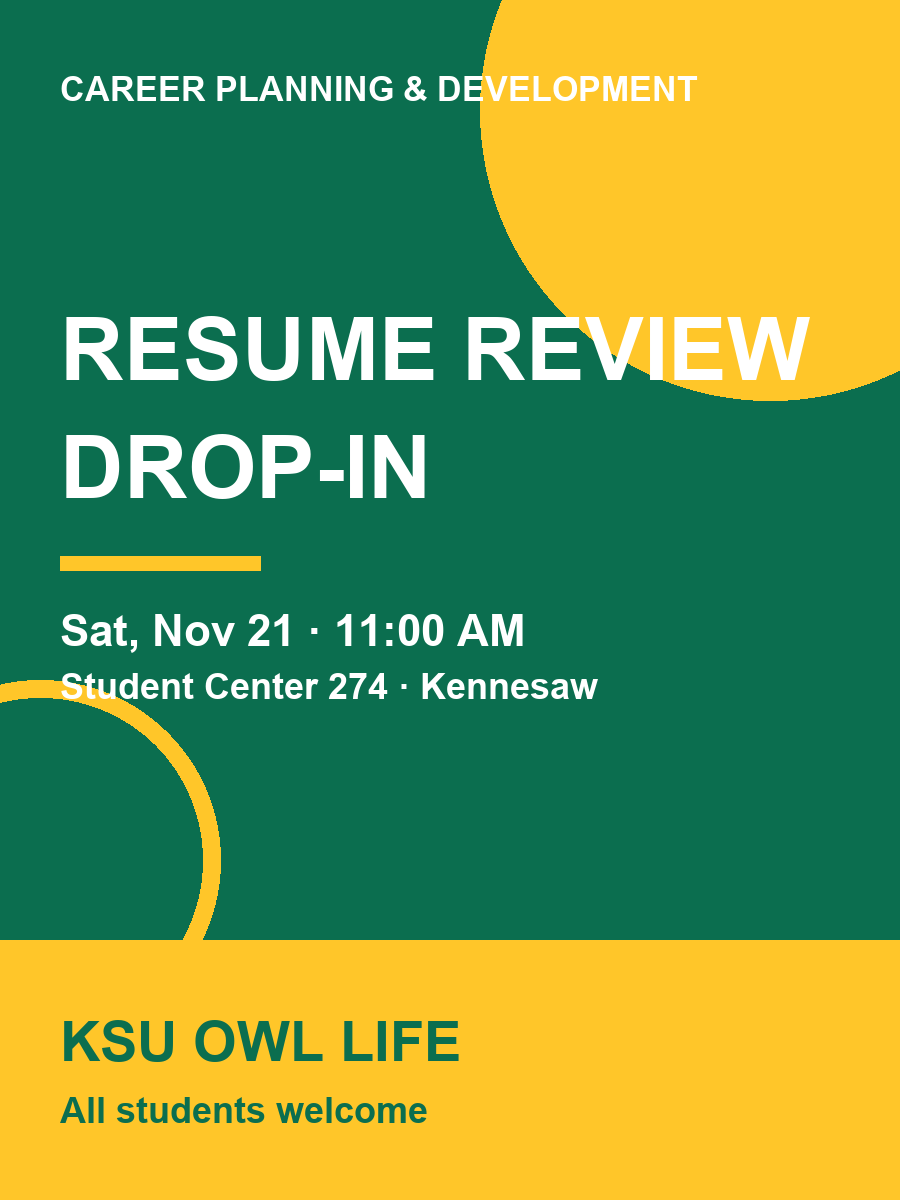 CAREER PLANNING & DEVELOPMENT
RESUME REVIEW
DROP-IN
Sat, Nov 21 · 11:00 AM
Student Center 274 · Kennesaw
KSU OWL LIFE
All students welcome